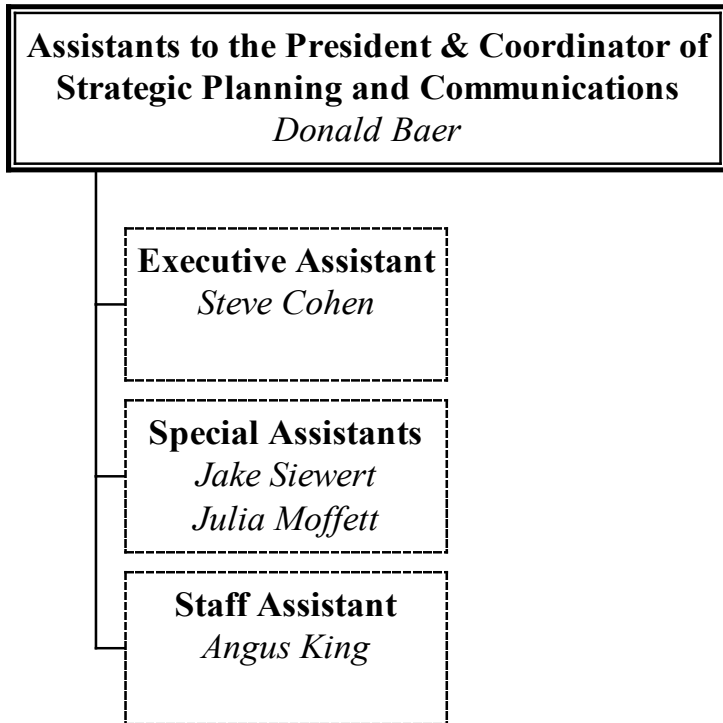 Assistants to the President & Coordinator of
Strategic Planning and Communications
Donald Baer
Executive Assistant
Steve Cohen
Special Assistants
Jake Siewert
Julia Moffett
Staff Assistant
Angus King